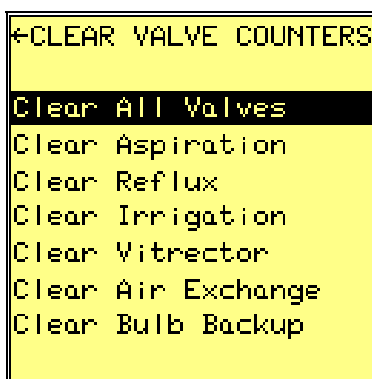 ←CLEAR VALVE COUNTERS
Clear All Valves
Clear Aspiration
Clear Reflux
Clear Irrigation
Clear Vitrector
Clear Air Exchange
Clear Bulb Backup